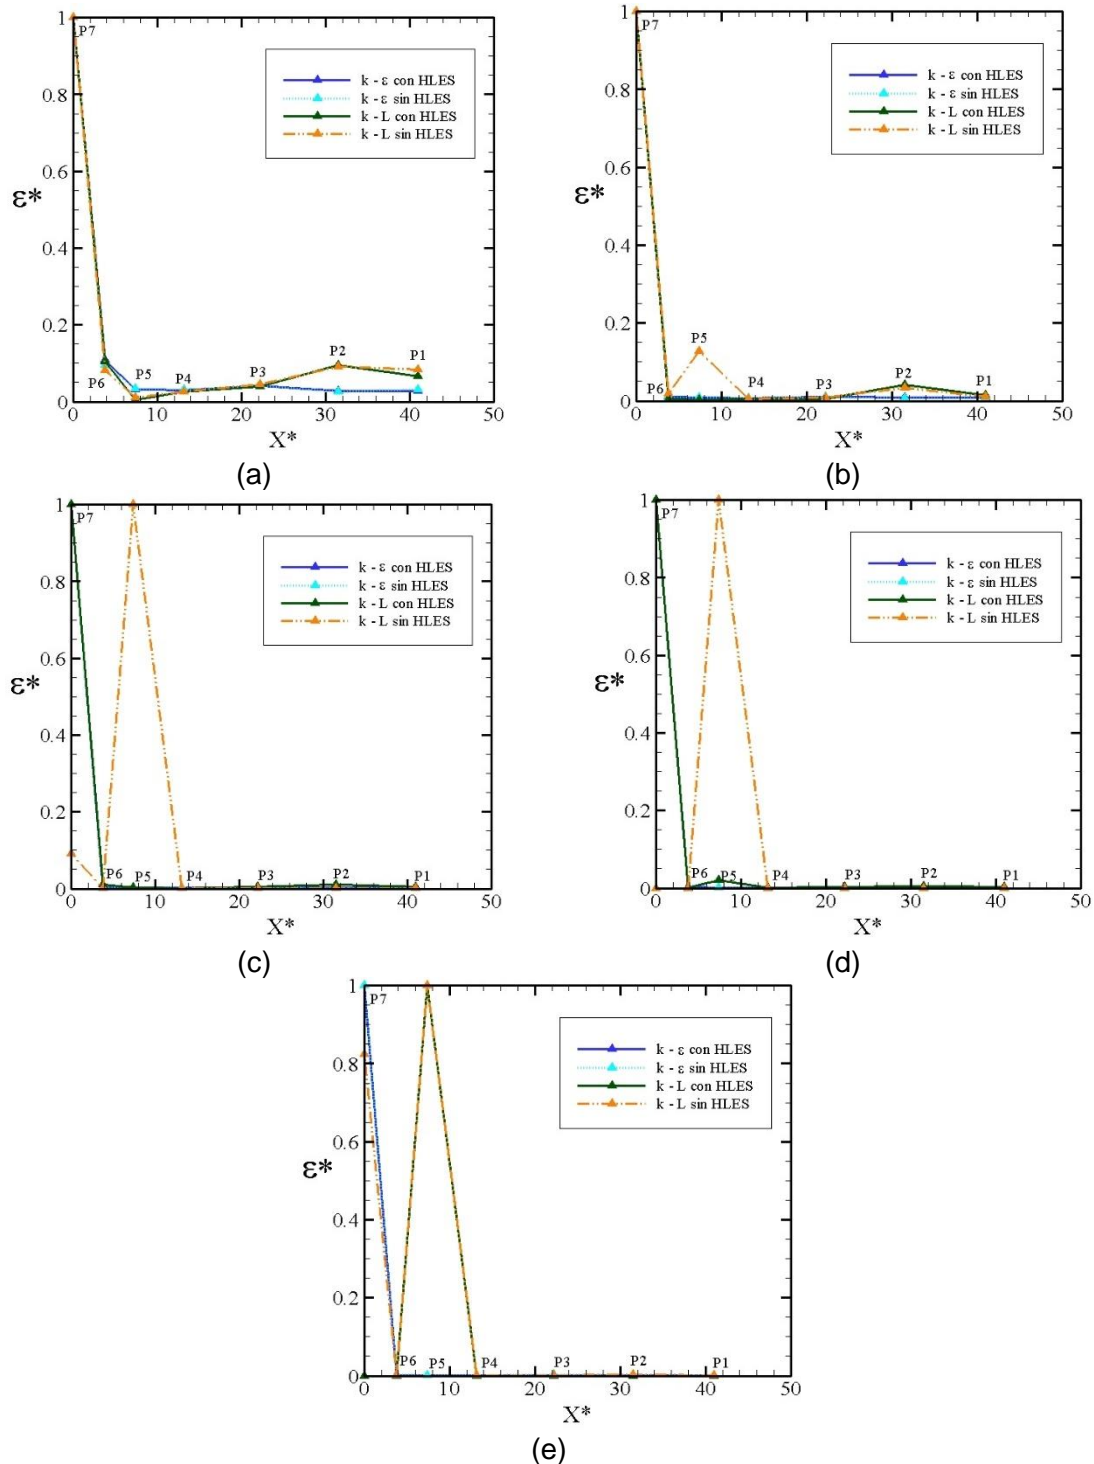 1
P7
k - ε con HLES
k - ε sin HLES
k - L con HLES
k - L sin HLES
0.8
0.6
ε*
0.4
0.2
P2
P1
P6
P5
P4
P3
0
0 10 20 30 40 50
X*
(a)
1
P7
k - ε con HLES
k - ε sin HLES
k - L con HLES
k - L sin HLES
0.8
0.6
ε*
0.4
0.2
P5
P6
P4
P3
P2
P1
0
0 10 20 30 40 50
X*
(b)
1
P7
k - ε con HLES
k - ε sin HLES
k - L con HLES
k - L sin HLES
0.8
0.6
ε*
0.4
0.2
P6 P5 P4 P3 P2 P1
0
0 10 20 30 40 50
X*
(c)
1
P7
k - ε con HLES
k - ε sin HLES
k - L con HLES
k - L sin HLES
0.8
0.6
ε*
0.4
0.2
P6 P5 P4 P3 P2 P1
0
0 10 20 30 40 50
X*
(d)
1
P7
k - ε con HLES
k - ε sin HLES
k - L con HLES
k - L sin HLES
0.8
0.6
ε*
0.4
0.2
P6 P5 P4 P3 P2 P1
0
0 10 20 30 40 50
X*
(e)